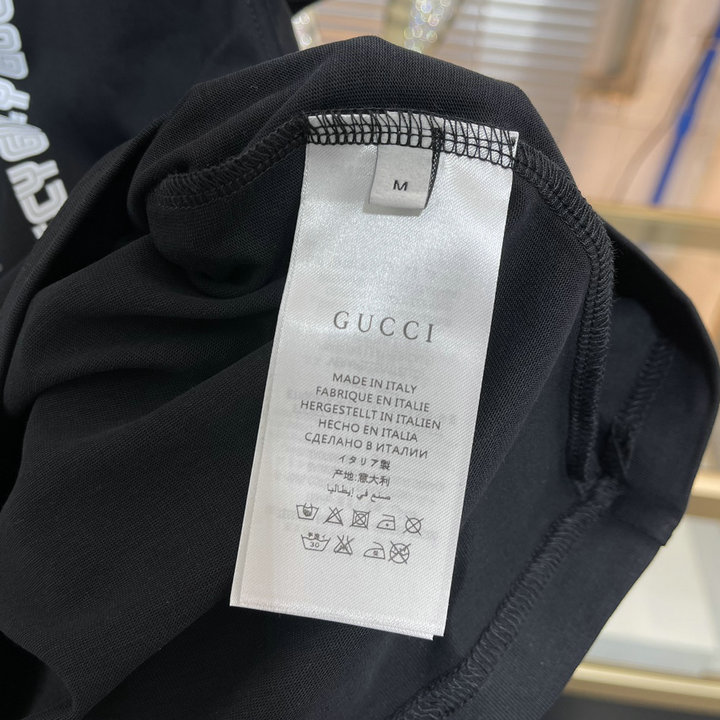 M
GUCCI
MADE IN ITALY
FABRIQUE EN ITALIE
HERGESTELLT IN ITALIEN
HECHO EN ITALIA
СДЕЛАНО В ИТАЛИИ
イタリア製
产地:意大利
صنع في إيطاليا
30